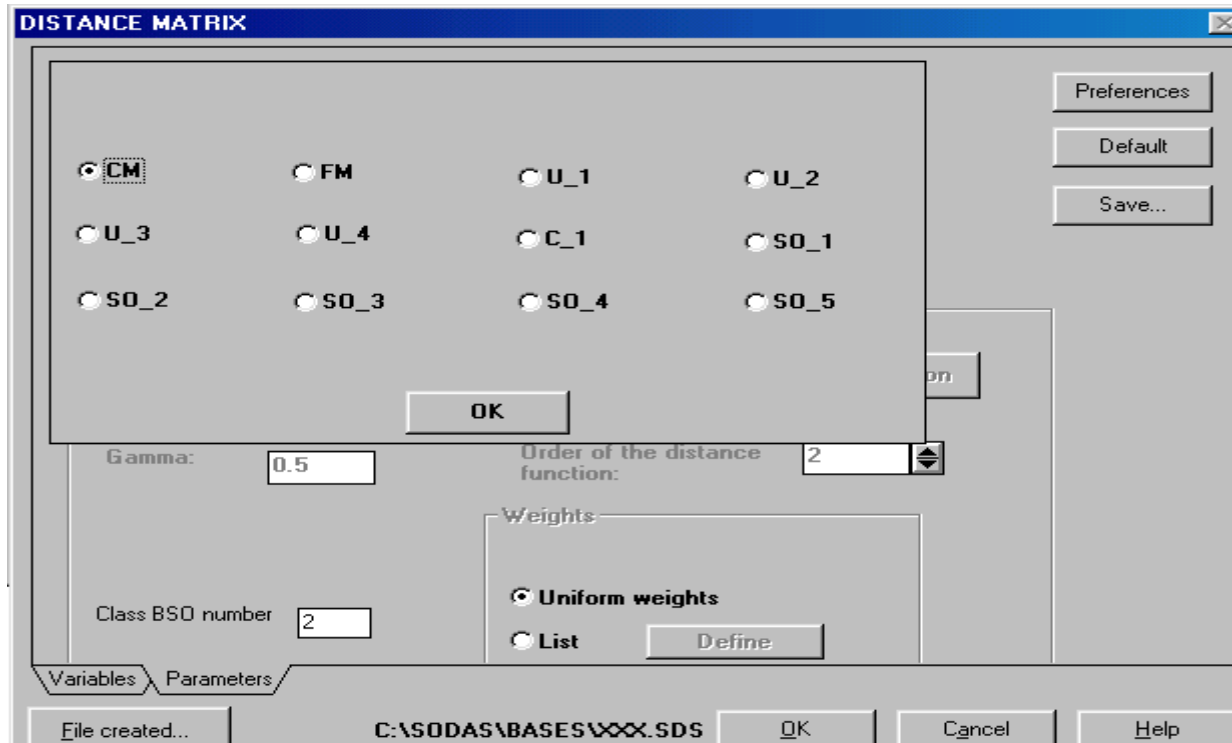 DISTANCE MATRIX
Preferences
Default
Save...
CM FM U_1 U_2
U_3 U_4 C_1 SO_1
SO_2 SO_3 SO_4 SO_5
on
OK
Gamma: 0.5 Order of the distance function: 2
Weights
Uniform weights
Class BSO number 2
List Define
Variables Parameters
File created... C:\SODAS\BASES\XXX.SDS OK Cancel Help